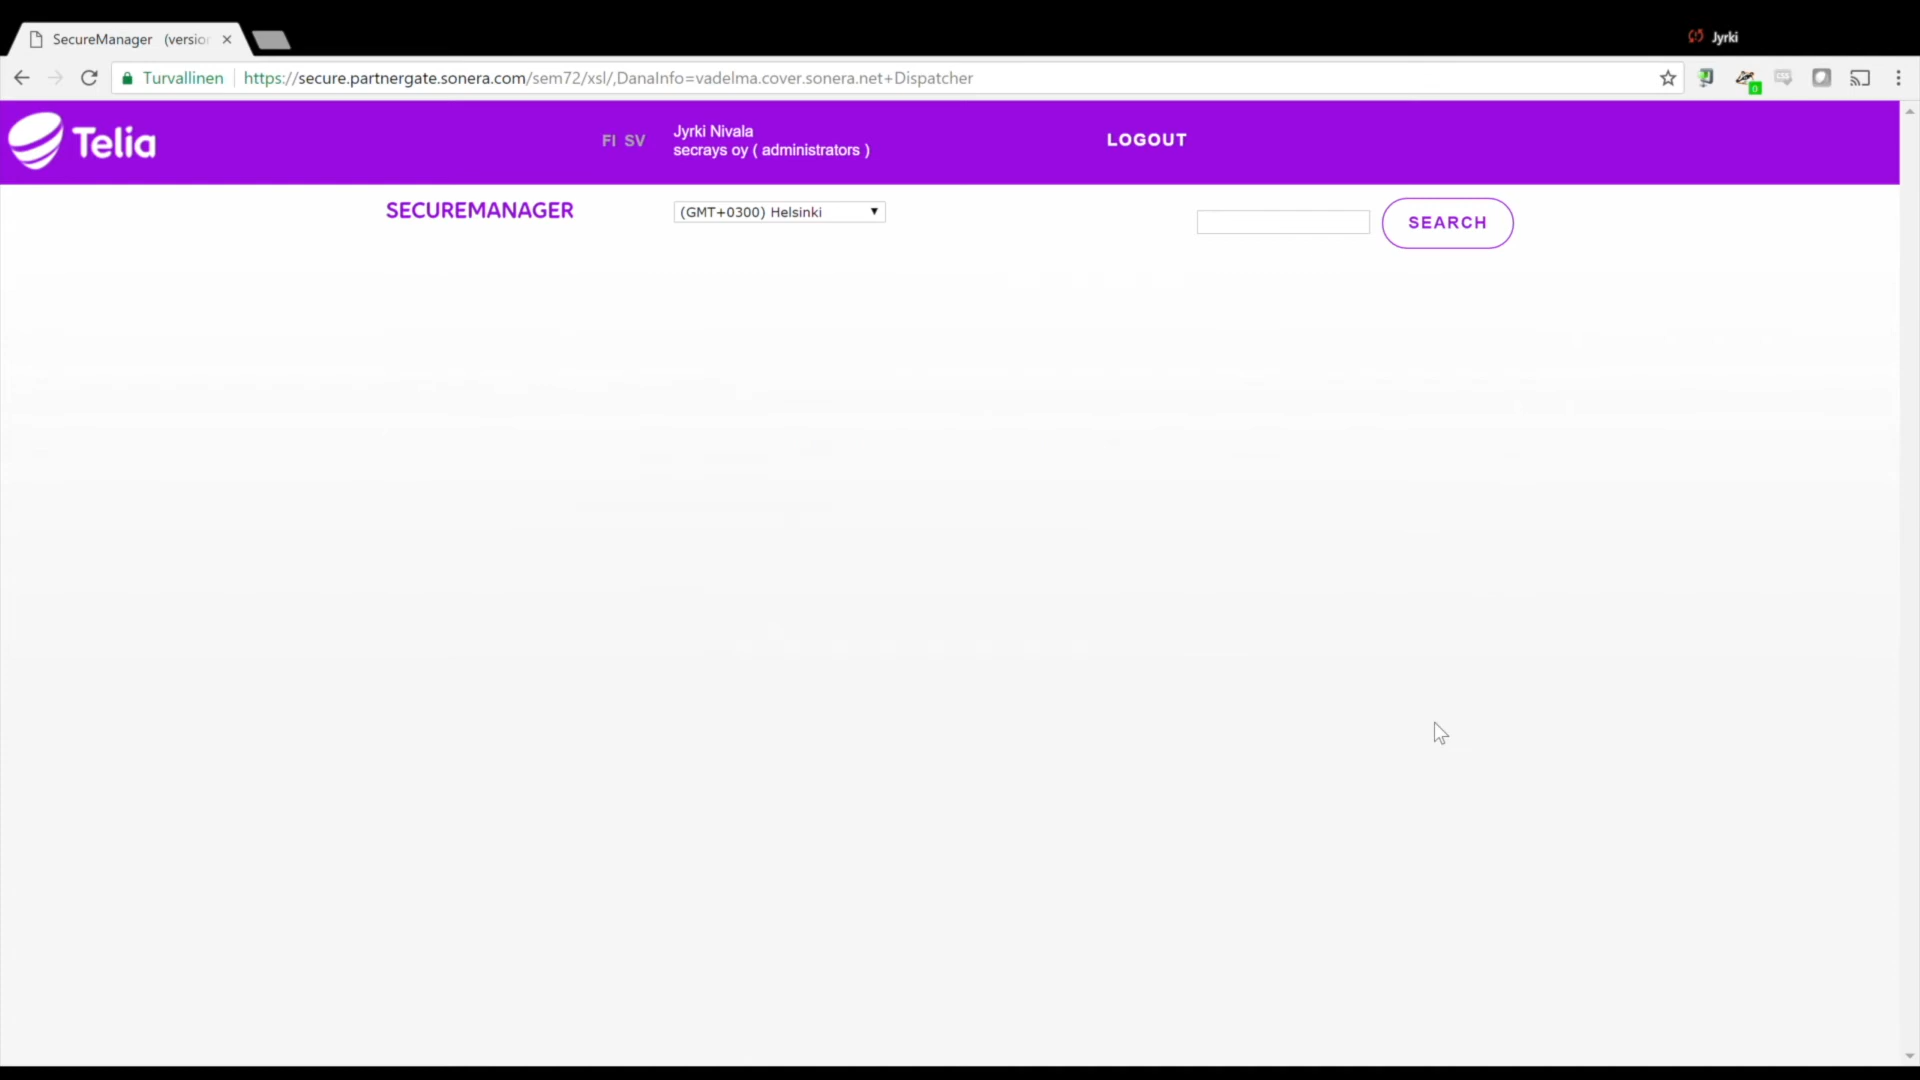 SecureManager (versio
Jyrki
Turvallinen https://secure.partnergate.sonera.com/sem72/xsl/,DanaInfo=vadelma.cover.sonera.net+Dispatcher
Telia
FI SV
Jyrki Nivala
secrays oy ( administrators )
LOGOUT
SECUREMANAGER
(GMT+0300) Helsinki
SEARCH
0